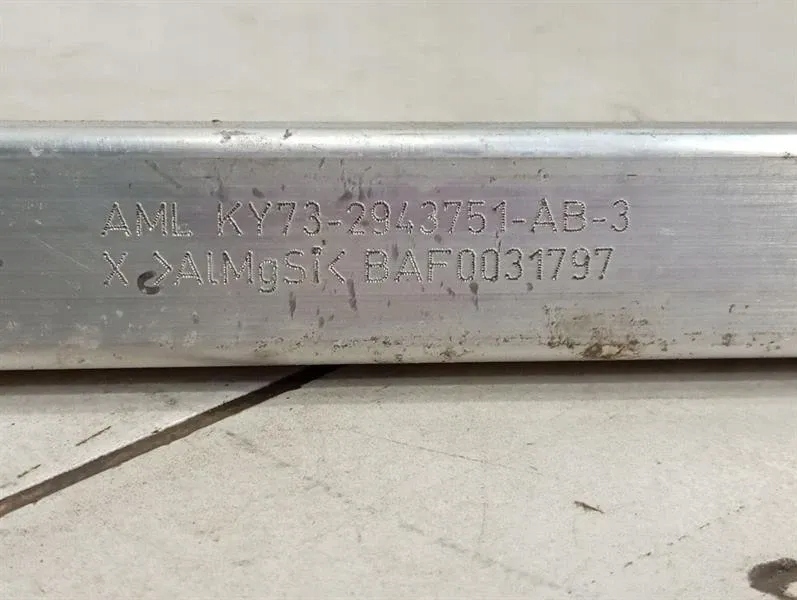 AML KY73-2943751-AB-3
X >AlMgSi< BAF0031797